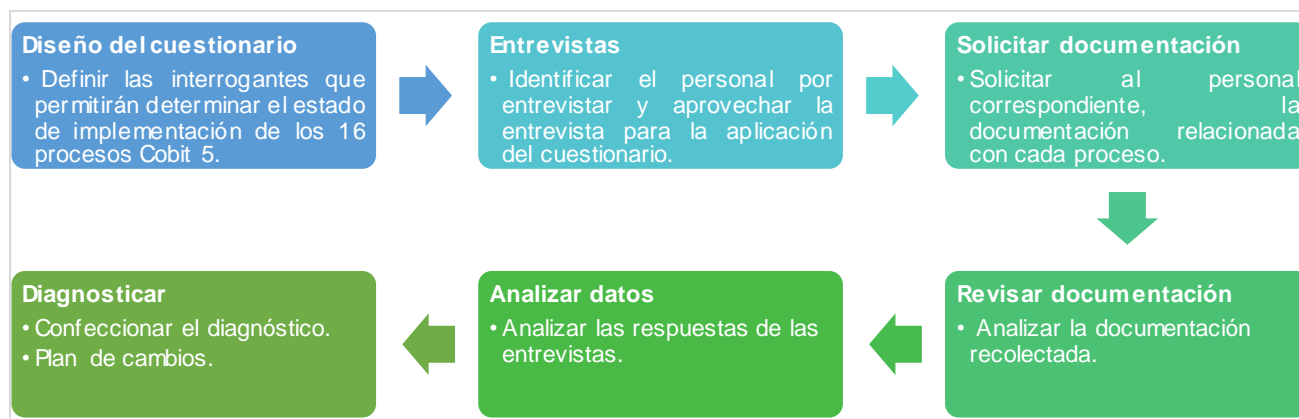 Diseño del cuestionario
• Definir las interrogantes que
permitirán determinar el estado
de implementación de los 16
procesos Cobit 5.
Entrevistas
• Identificar el personal por
entrevistar y aprovechar la
entrevista para la aplicación
del cuestionario.
Solicitar documentación
• Solicitar al personal
correspondiente, la
documentación relacionada
con cada proceso.
Revisar documentación
• Analizar la documentación
recolectada.
Analizar datos
• Analizar las respuestas de las
entrevistas.
Diagnosticar
• Confeccionar el diagnóstico.
• Plan de cambios.